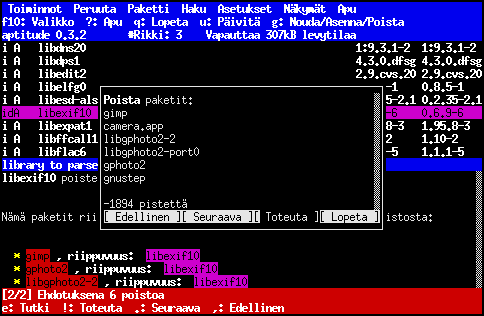 Toiminnot Peruuta Paketti Haku Asetukset Näkymät Apu
f10: Valikko ?: Apu q: Lopeta u: Päivitä g: Nouda/Asenna/Poista
aptitude 0.3.2 #Rikki: 3 Vapauttaa 307kB levytilaa
i A libdns20 1:9.3.1-2 1:9.3.1-2
i A libdps1 4.3.0.dfsg 4.3.0.dfsg
i A libedit2 2.9.cvs.20 2.9.cvs.20
i A libelfg0 -1 0.8.5-1
i A libesd-als 5-2.1 0.2.35-2.1
idA libexif10 -6 0.6.9-6
i A libexpat1 8-3 1.95.8-3
i A libffcall1 2 1.10-2
i A libflac6 -5 1.1.1-5
library to parse
libexif10 poiste
Nämä paketit rii istosta:
Poista paketit:
gimp
camera.app
libgphoto2-2
libgphoto2-port0
gphoto2
gnustep
-1894 pistettä
[ Edellinen ][ Seuraava ][ Toteuta ][ Lopeta ]
* gimp , riippuvuus: libexif10
* gphoto2 , riippuvuus: libexif10
* libgphoto2-2 , riippuvuus: libexif10
[2/2] Ehdotuksena 6 poistoa
e: Tutki !: Toteuta .: Seuraava ,: Edellinen